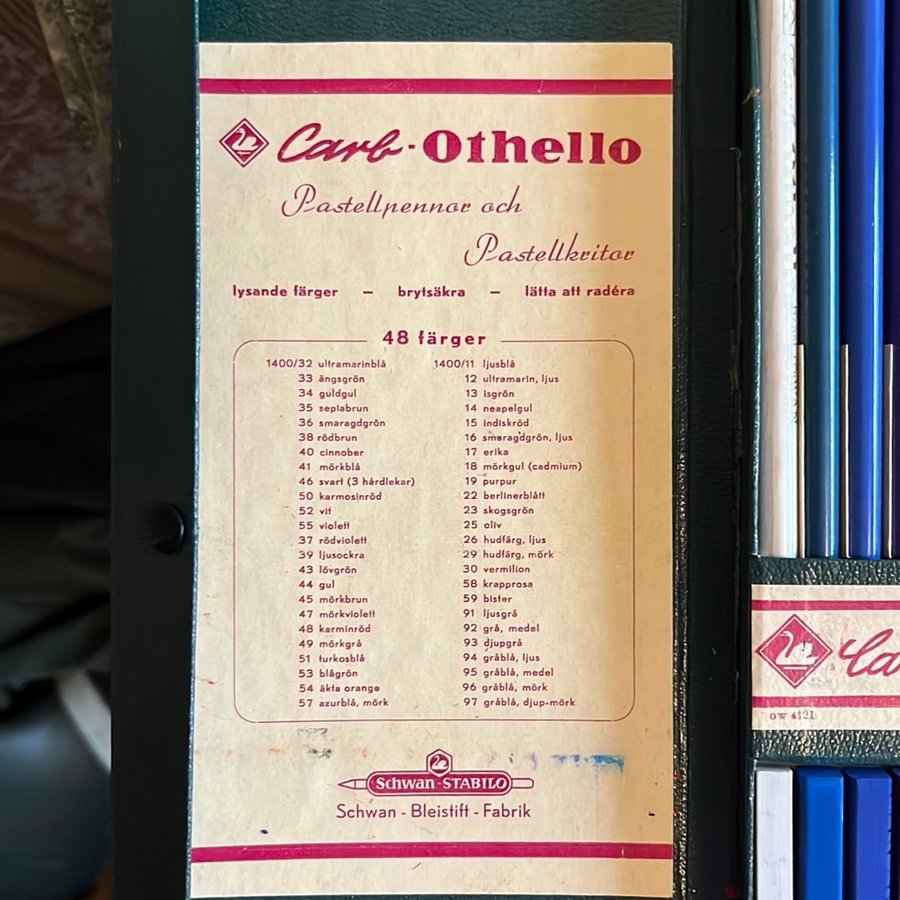 Carb-Othello
Pastellpennor och
Pastellkritor
lysande färger – brytsäkra – lätta att radéra
48 färger
1400/32 ultramarinblå
33 ängsgrön
34 guldgul
35 sepiabrun
36 smaragdgrön
38 rödbrun
40 cinnober
41 mörkblå
46 svart (3 hårdlekar)
50 karmosinröd
52 vit
55 violett
37 rödviolett
39 ljusockra
43 lövgrön
44 gul
45 mörkbrun
47 mörkviolett
48 karminröd
49 mörkgrå
51 turkosblå
53 blågrön
54 äkta orange
57 azurblå, mörk
1400/11 ljusblå
12 ultramarin, ljus
13 isgrön
14 neapelgul
15 indiskröd
16 smaragdgrön, ljus
17 erika
18 mörkgul (cadmium)
19 purpur
22 berlinerblått
23 skogsgrön
25 oliv
26 hudfärg, ljus
29 hudfärg, mörk
30 vermilion
58 krapprosa
59 bister
91 ljusgrå
92 grå, medel
93 djupgrå
94 gråblå, ljus
95 gråblå, medel
96 gråblå, mörk
97 gråblå, djup-mörk
Schwan-STABILO
Schwan - Bleistift - Fabrik
Ca
OW 4121